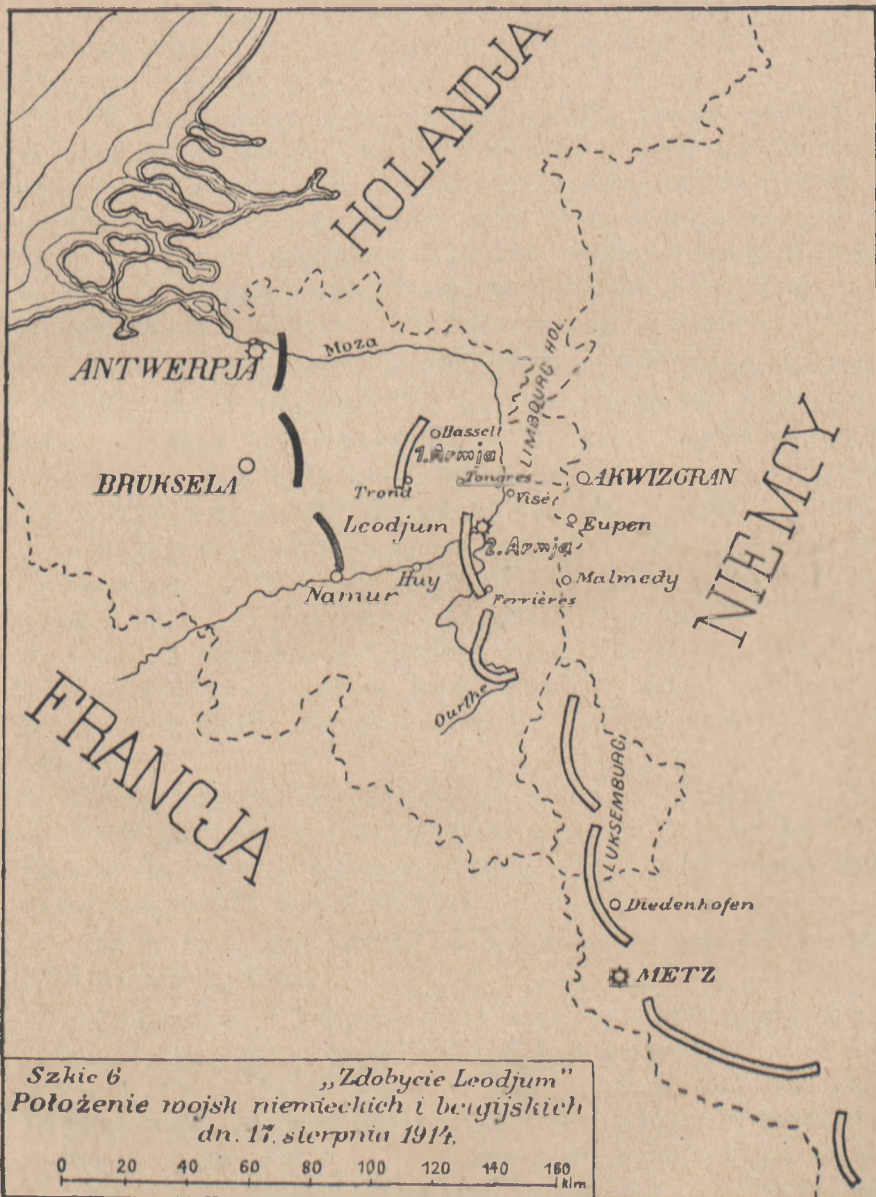 HOLANDJA
Moza
ANTWERPJA
LIMBOURG HOL.
Hasselt
1. Armja
BRUKSELA
Trond
Tongres
Visé
AKWIZGRAN
NIEMCY
Leodjum
2. Armja
Eupen
Namur
Huy
Ferrières
Malmedy
Ourthe
FRANCJA
LUKSEMBURG
Diedenhofen
METZ
Szkic 6 „Zdobycie Leodjum”
Położenie wojsk niemieckich i belgijskich
dn. 17. sierpnia 1914.
0 20 40 60 80 100 120 140 160
klm